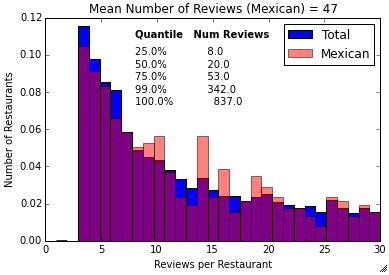 Mean Number of Reviews (Mexican) = 47
Number of Restaurants
0.12
0.10
0.08
0.06
0.04
0.02
0.00
Quantile Num Reviews
25.0% 8.0
50.0% 20.0
75.0% 53.0
99.0% 342.0
100.0% 837.0
Total
Mexican
0 5 10 15 20 25 30
Reviews per Restaurant